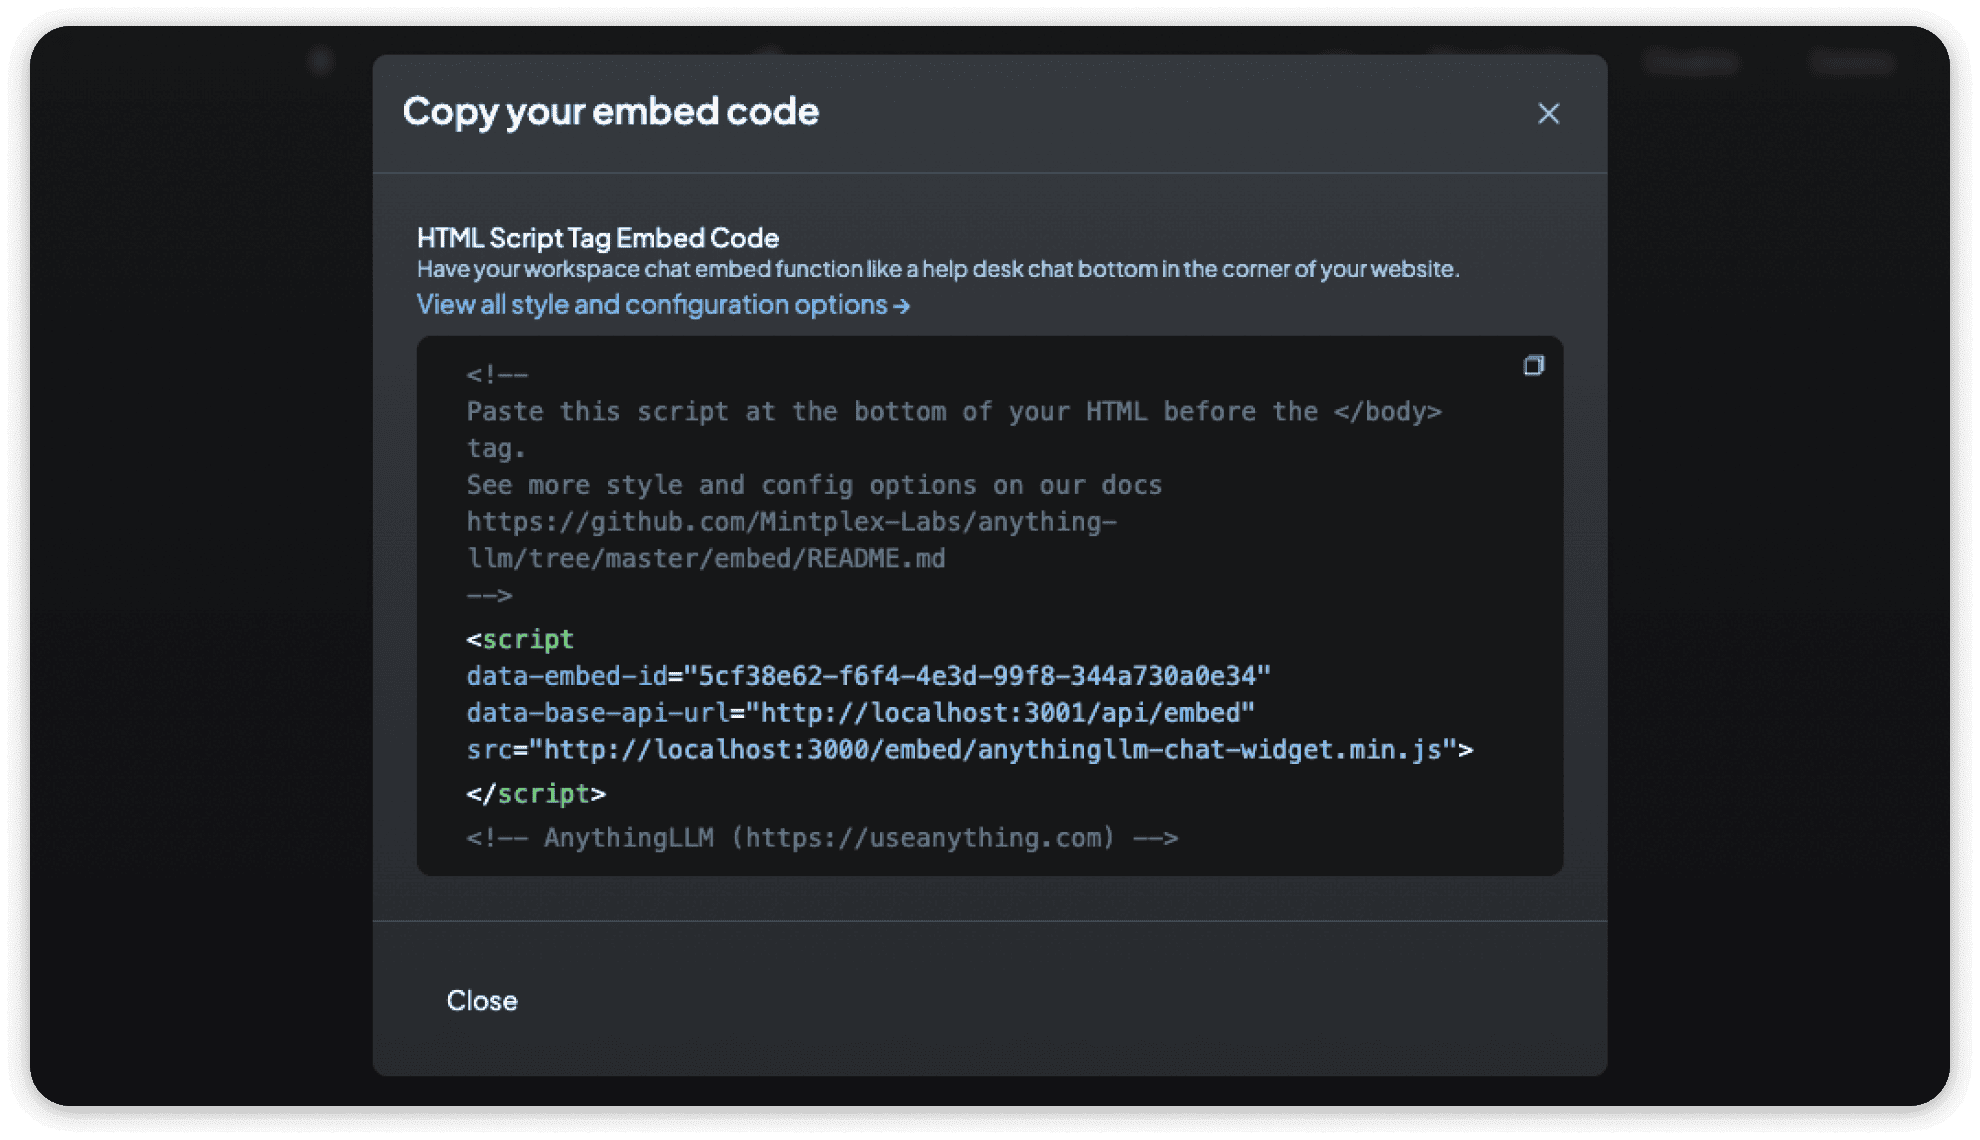 Copy your embed code
HTML Script Tag Embed Code
Have your workspace chat embed function like a help desk chat bottom in the corner of your website.
View all style and configuration options →
<!--
Paste this script at the bottom of your HTML before the </body>
tag.
See more style and config options on our docs
https://github.com/Mintplex-Labs/anything-
llm/tree/master/embed/README.md
-->
<script
data-embed-id="5cf38e62-f6f4-4e3d-99f8-344a730a0e34"
data-base-api-url="http://localhost:3001/api/embed"
src="http://localhost:3000/embed/anythingllm-chat-widget.min.js">
</script>
<!-- AnythingLLM (https://useanything.com) -->
Close